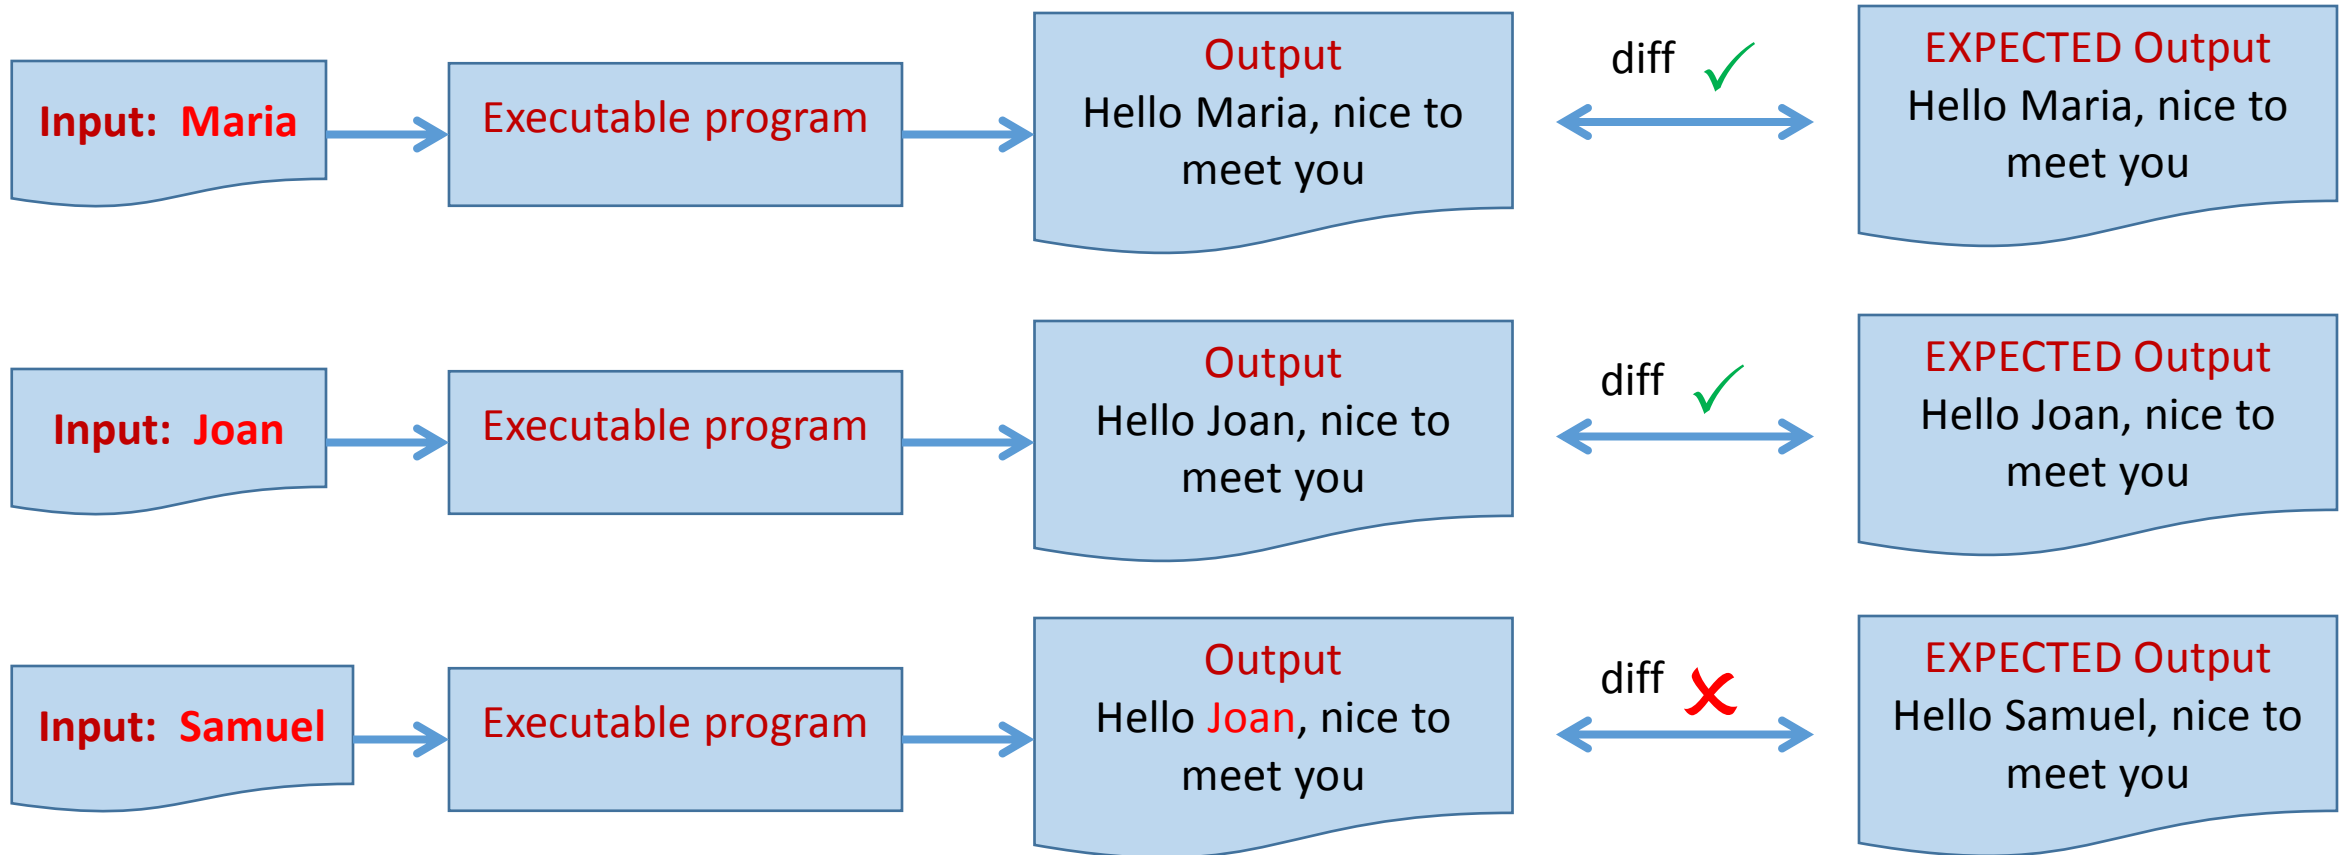 Input: Maria
Executable program
Output
Hello Maria, nice to
meet you
diff ✓
EXPECTED Output
Hello Maria, nice to
meet you
Input: Joan
Executable program
Output
Hello Joan, nice to
meet you
diff ✓
EXPECTED Output
Hello Joan, nice to
meet you
Input: Samuel
Executable program
Output
Hello Joan, nice to
meet you
diff ✗
EXPECTED Output
Hello Samuel, nice to
meet you